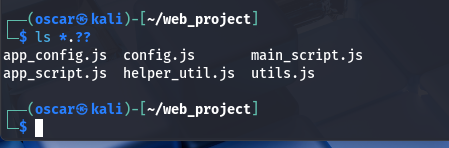 ┌──(oscar㉿kali)-[~/web_project]
└─$ ls *.??
app_config.js  config.js       main_script.js
app_script.js  helper_util.js  utils.js

┌──(oscar㉿kali)-[~/web_project]
└─$